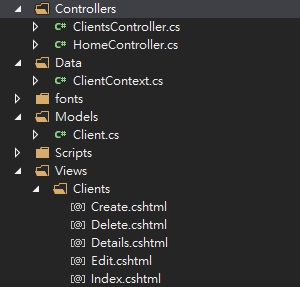 Controllers
C# ClientsController.cs
C# HomeController.cs
Data
C# ClientContext.cs
fonts
Models
C# Client.cs
Scripts
Views
Clients
[@] Create.cshtml
[@] Delete.cshtml
[@] Details.cshtml
[@] Edit.cshtml
[@] Index.cshtml